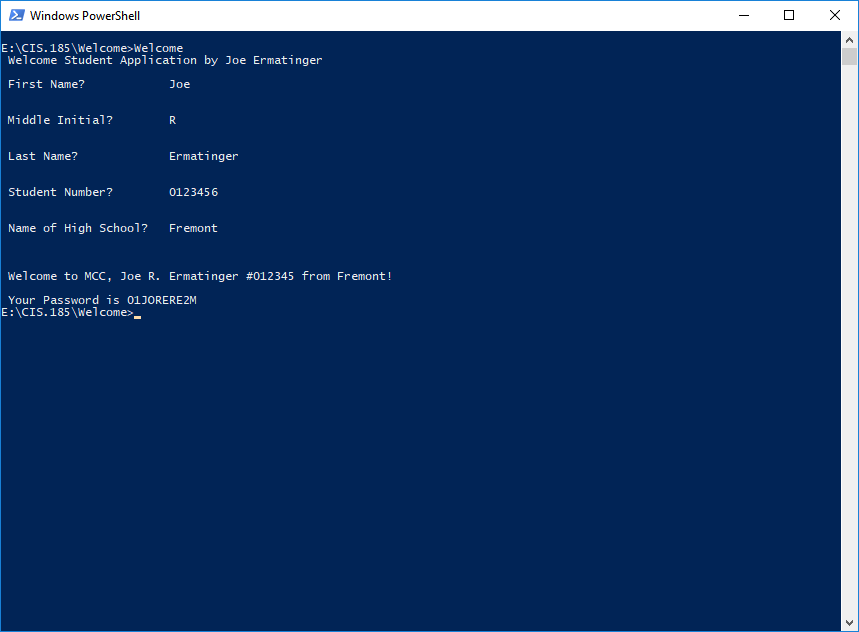 Windows PowerShell
E:\CIS.185\Welcome>Welcome
Welcome Student Application by Joe Ermatinger
First Name? Joe
Middle Initial? R
Last Name? Ermatinger
Student Number? 0123456
Name of High School? Fremont
Welcome to MCC, Joe R. Ermatinger #012345 from Fremont!
Your Password is 01JORERE2M
E:\CIS.185\Welcome>_